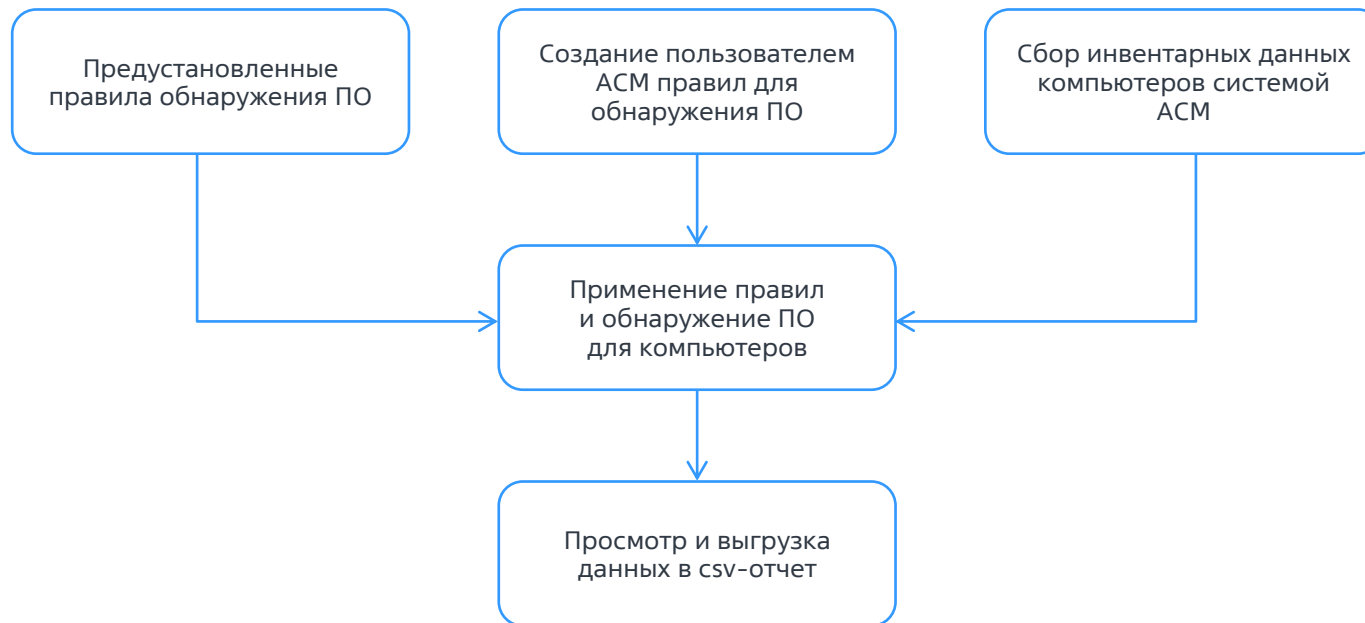 Предустановленные
правила обнаружения ПО
Создание пользователем
АСМ правил для
обнаружения ПО
Сбор инвентарных данных
компьютеров системой
АСМ
Применение правил
и обнаружение ПО
для компьютеров
Просмотр и выгрузка
данных в csv-отчет